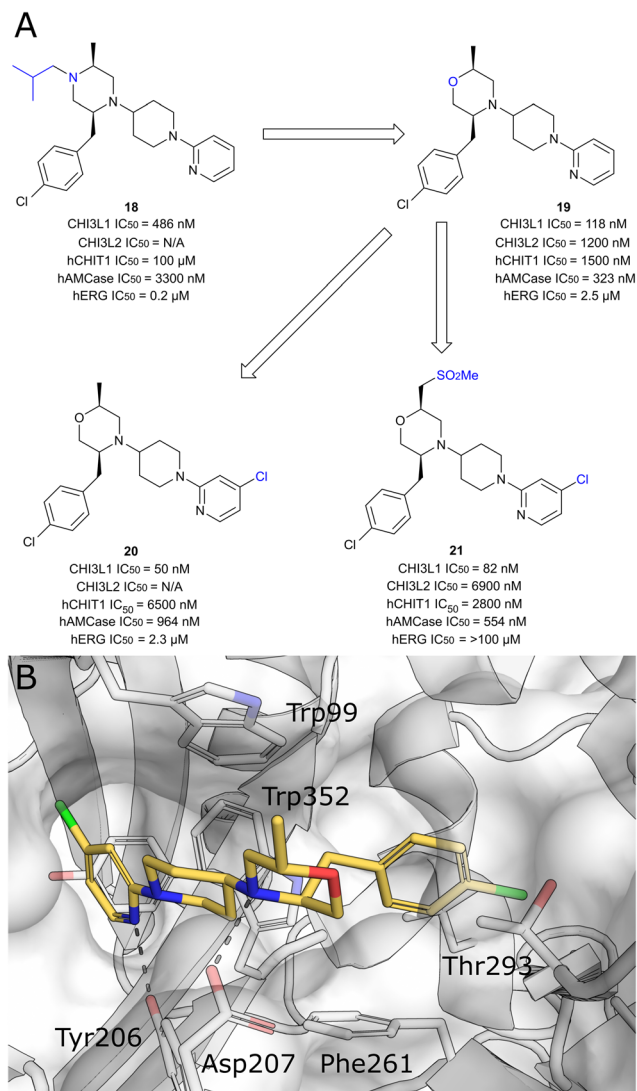 A
N
N
N
N
Cl
18
CHI3L1 IC50 = 486 nM
CHI3L2 IC50 = N/A
hCHIT1 IC50 = 100 µM
hAMCase IC50 = 3300 nM
hERG IC50 = 0.2 µM
O
N
N
N
Cl
19
CHI3L1 IC50 = 118 nM
CHI3L2 IC50 = 1200 nM
hCHIT1 IC50 = 1500 nM
hAMCase IC50 = 323 nM
hERG IC50 = 2.5 µM
O
N
N
Cl
N
Cl
20
CHI3L1 IC50 = 50 nM
CHI3L2 IC50 = N/A
hCHIT1 IC50 = 6500 nM
hAMCase IC50 = 964 nM
hERG IC50 = 2.3 µM
SO2Me
O
N
N
Cl
N
Cl
21
CHI3L1 IC50 = 82 nM
CHI3L2 IC50 = 6900 nM
hCHIT1 IC50 = 2800 nM
hAMCase IC50 = 554 nM
hERG IC50 = >100 µM
B
Trp99
Trp352
Thr293
Tyr206
Asp207 Phe261